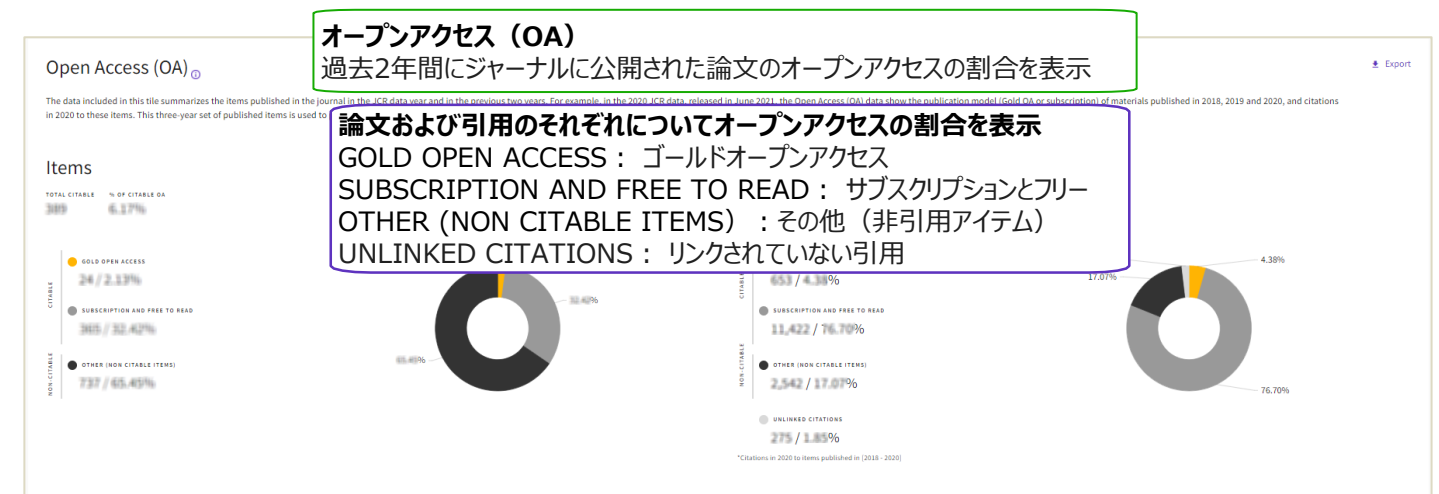 オープンアクセス（OA）
過去2年間にジャーナルに公開された論文のオープンアクセスの割合を表示
Open Access (OA)
Export
The data included in this tile summarizes the items published in the journal in the JCR data year and in the previous two years. For example, in the 2020 JCR data, released in June 2021, the Open Access (OA) data show the publication model (Gold OA or subscription) of materials published in 2018, 2019 and 2020, and citations
in 2020 to these items. This three-year set of published items is used to
論文および引用のそれぞれについてオープンアクセスの割合を表示
GOLD OPEN ACCESS： ゴールドオープンアクセス
SUBSCRIPTION AND FREE TO READ： サブスクリプションとフリー
OTHER (NON CITABLE ITEMS）：その他（非引用アイテム）
UNLINKED CITATIONS： リンクされていない引用
Items
TOTAL CITABLE
% OF CITABLE OA
389
6.17%
CITABLE
GOLD OPEN ACCESS
24 / 2.13%
SUBSCRIPTION AND FREE TO READ
365 / 32.42%
NON-CITABLE
OTHER (NON CITABLE ITEMS)
737 / 65.45%
32.42%
65.45%
CITABLE
653 / 4.38%
SUBSCRIPTION AND FREE TO READ
11,422 / 76.70%
NON-CITABLE
OTHER (NON CITABLE ITEMS)
2,542 / 17.07%
UNLINKED CITATIONS
275 / 1.85%
*Citations in 2020 to items published in [2018 - 2020]
4.38%
17.07%
76.70%